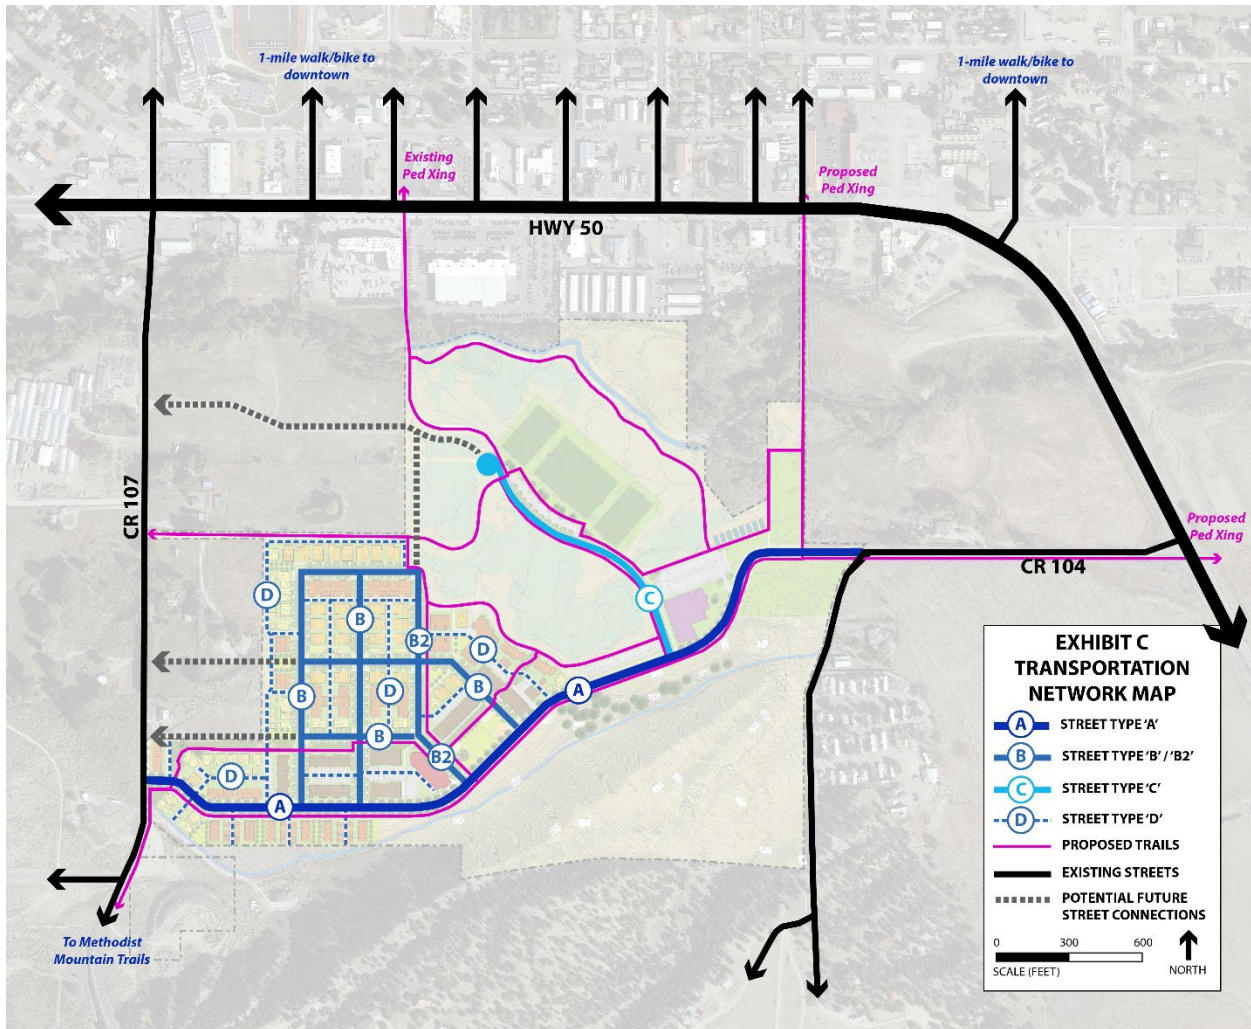 1-mile walk/bike to
downtown
1-mile walk/bike to
downtown
Existing
Ped Xing
Proposed
Ped Xing
HWY 50
CR 107
Proposed
Ped Xing
CR 104
D
B
C
B2
D
B
D
B
A
B
B2
D
A
To Methodist
Mountain Trails
EXHIBIT C
TRANSPORTATION
NETWORK MAP
A STREET TYPE 'A'
B STREET TYPE 'B' / 'B2'
C STREET TYPE 'C'
D STREET TYPE 'D'
PROPOSED TRAILS
EXISTING STREETS
POTENTIAL FUTURE
STREET CONNECTIONS
0 300 600
SCALE (FEET)
NORTH